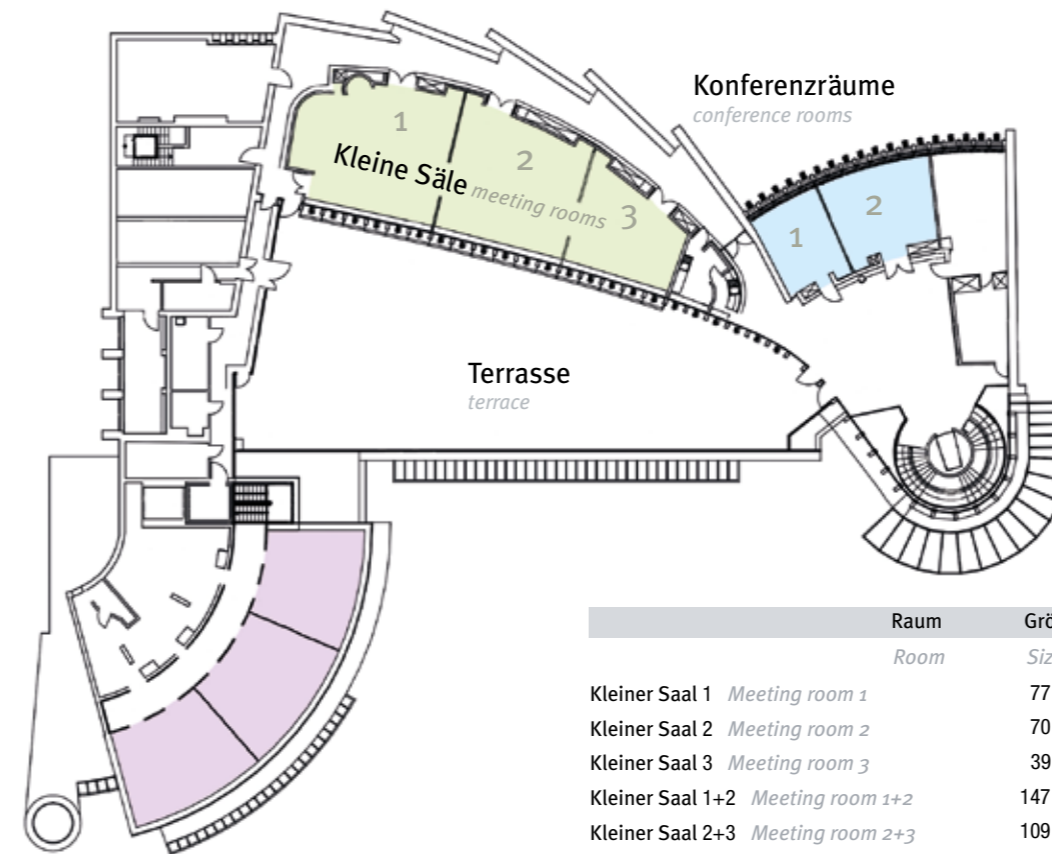 Konferenzräume
conference rooms
1
Kleine Säle meeting rooms
2
3
1
2
Terrasse
terrace
Raum Grö
Room Siz
Kleiner Saal 1 Meeting room 1 77
Kleiner Saal 2 Meeting room 2 70
Kleiner Saal 3 Meeting room 3 39
Kleiner Saal 1+2 Meeting room 1+2 147
Kleiner Saal 2+3 Meeting room 2+3 109